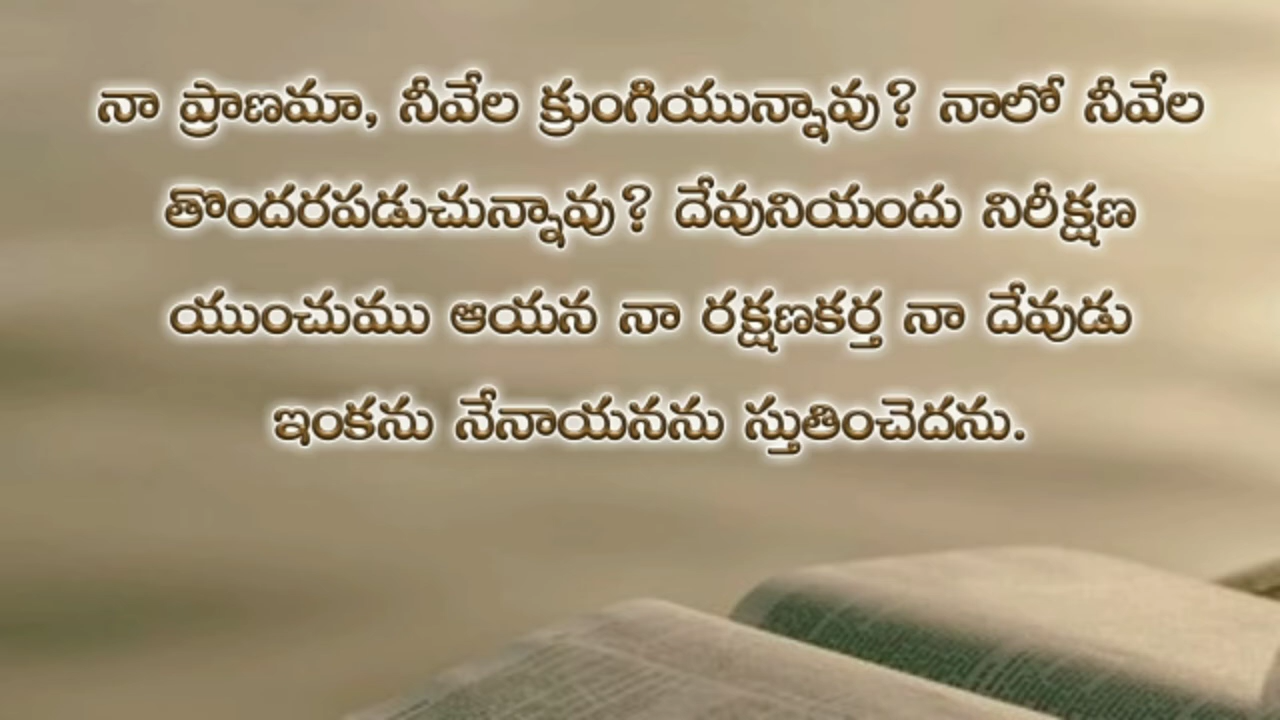 నా ప్రాణమా, నీవేల క్రుంగియున్నావు? నాలో నీవేల
తొందరపడుచున్నావు? దేవునియందు నిరీక్షణ
యుంచుము ఆయన నా రక్షణకర్త నా దేవుడు
ఇంకను నేనాయనను స్తుతించెదను.